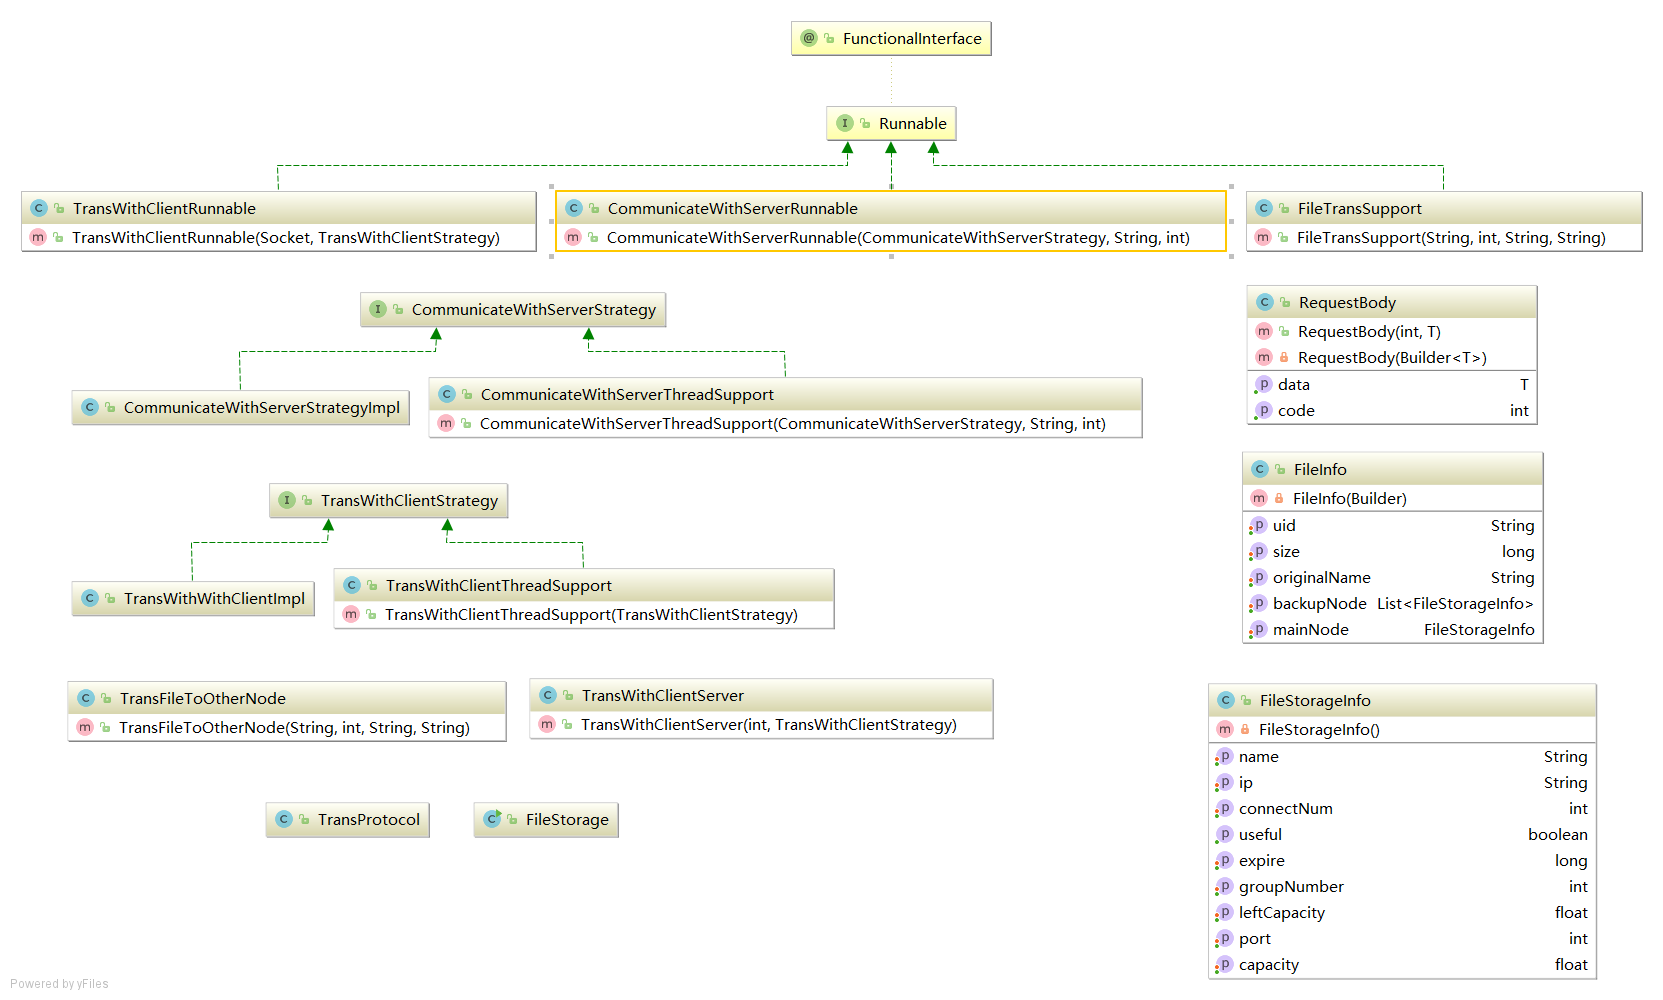 @ FunctionalInterface
I Runnable
C TransWithClientRunnable
m TransWithClientRunnable(Socket, TransWithClientStrategy)
C CommunicateWithServerRunnable
m CommunicateWithServerRunnable(CommunicateWithServerStrategy, String, int)
C FileTransSupport
m FileTransSupport(String, int, String, String)
I CommunicateWithServerStrategy
C CommunicateWithServerStrategyImpl
C CommunicateWithServerThreadSupport
m CommunicateWithServerThreadSupport(CommunicateWithServerStrategy, String, int)
C RequestBody
m RequestBody(int, T)
m RequestBody(Builder<T>)
p data T
p code int
I TransWithClientStrategy
C TransWithWithClientImpl
C TransWithClientThreadSupport
m TransWithClientThreadSupport(TransWithClientStrategy)
C FileInfo
m FileInfo(Builder)
p uid String
p size long
p originalName String
p backupNode List<FileStorageInfo>
p mainNode FileStorageInfo
C TransFileToOtherNode
m TransFileToOtherNode(String, int, String, String)
C TransWithClientServer
m TransWithClientServer(int, TransWithClientStrategy)
C TransProtocol
C FileStorage
C FileStorageInfo
m FileStorageInfo()
p name String
p ip String
p connectNum int
p useful boolean
p expire long
p groupNumber int
p leftCapacity float
p port int
p capacity float
Powered by yFiles